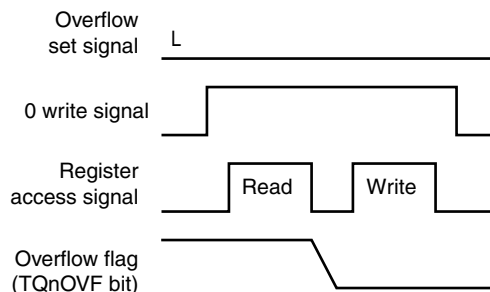 Overflow
set signal
L
0 write signal
Register
access signal
Read
Write
Overflow flag
(TQnOVF bit)